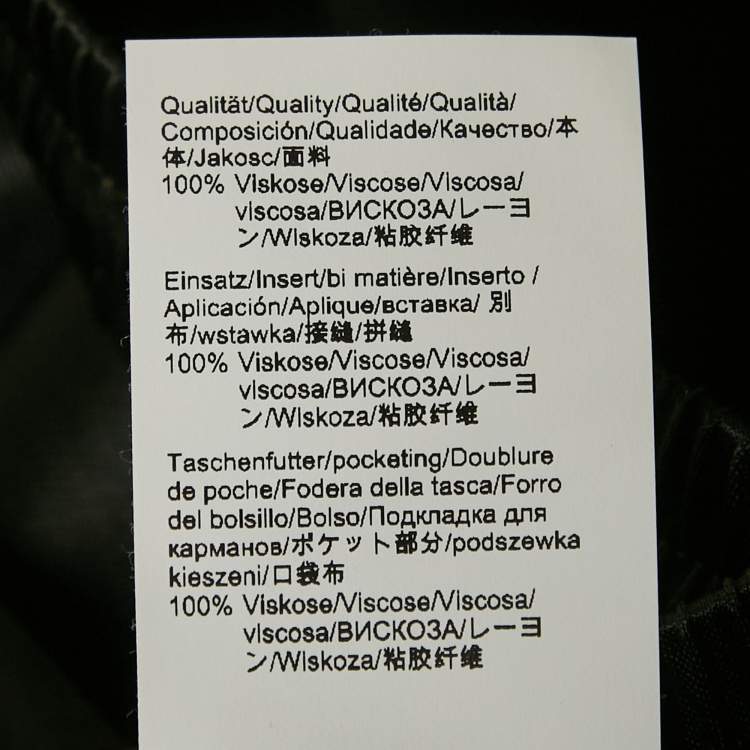 Qualität/Quality/Qualité/Qualità/
Composición/Qualidade/Качество/本
体/Jakosc/面料
100% Viskose/Viscose/Viscosa/
viscosa/ВИСКОЗА/レーヨ
ン/Wiskoza/粘胶纤维
Einsatz/Insert/bi matière/Inserto /
Aplicación/Aplique/вставка/ 別
布/wstawka/接缝/拼缝
100% Viskose/Viscose/Viscosa/
viscosa/ВИСКОЗА/レーヨ
ン/Wiskoza/粘胶纤维
Taschenfutter/pocketing/Doublure
de poche/Fodera della tasca/Forro
del bolsillo/Bolso/Подкладка для
карманов/ポケット部分/podszewka
kieszeni/口袋布
100% Viskose/Viscose/Viscosa/
viscosa/ВИСКОЗА/レーヨ
ン/Wiskoza/粘胶纤维